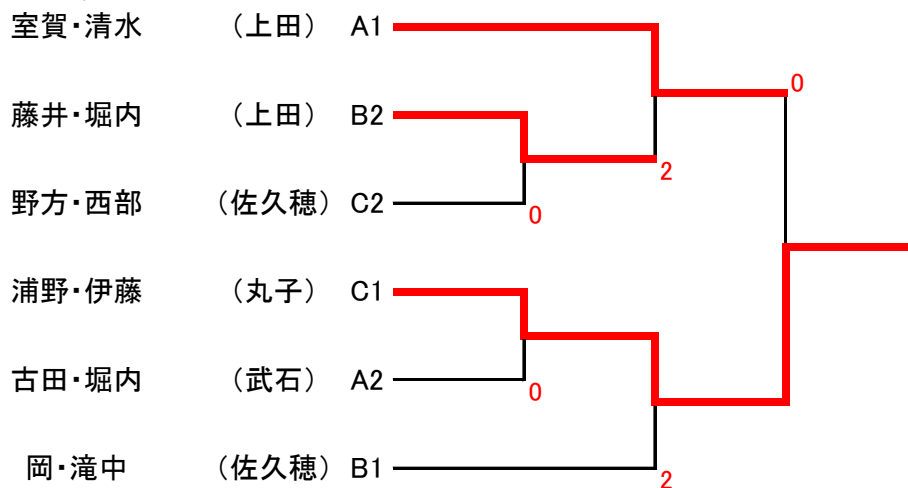 室賀・清水 （上田） A1
0
藤井・堀内 （上田） B2
2
野方・西部 （佐久穂） C2
0
浦野・伊藤 （丸子） C1
古田・堀内 （武石） A2
0
岡・滝中 （佐久穂） B1
2